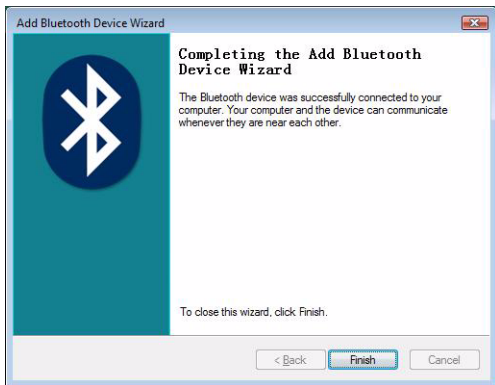 Add Bluetooth Device Wizard
Completing the Add Bluetooth
Device Wizard
The Bluetooth device was successfully connected to your
computer. Your computer and the device can communicate
whenever they are near each other.
To close this wizard, click Finish.
< Back Finish Cancel